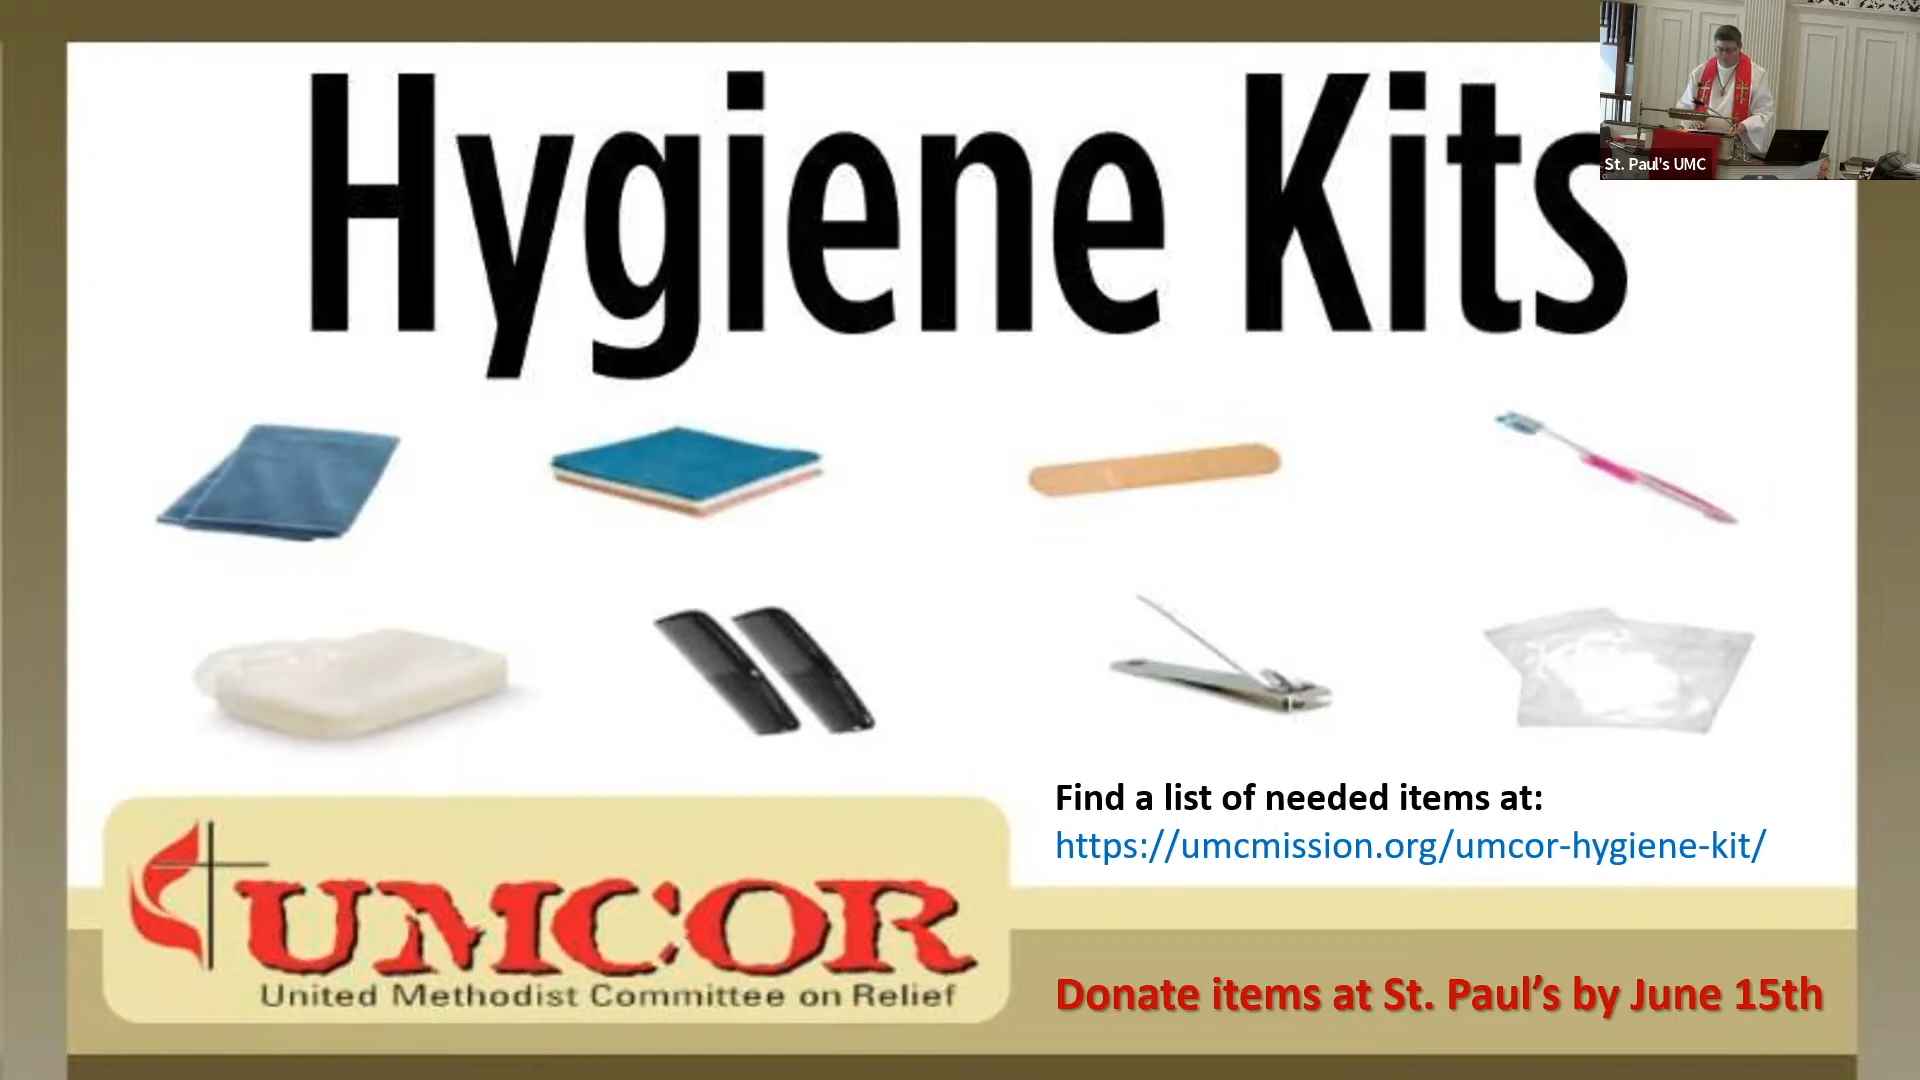 Hygiene Kits
St. Paul's UMC
Find a list of needed items at:
https://umcmission.org/umcor-hygiene-kit/
UMCOR
United Methodist Committee on Relief
Donate items at St. Paul’s by June 15th